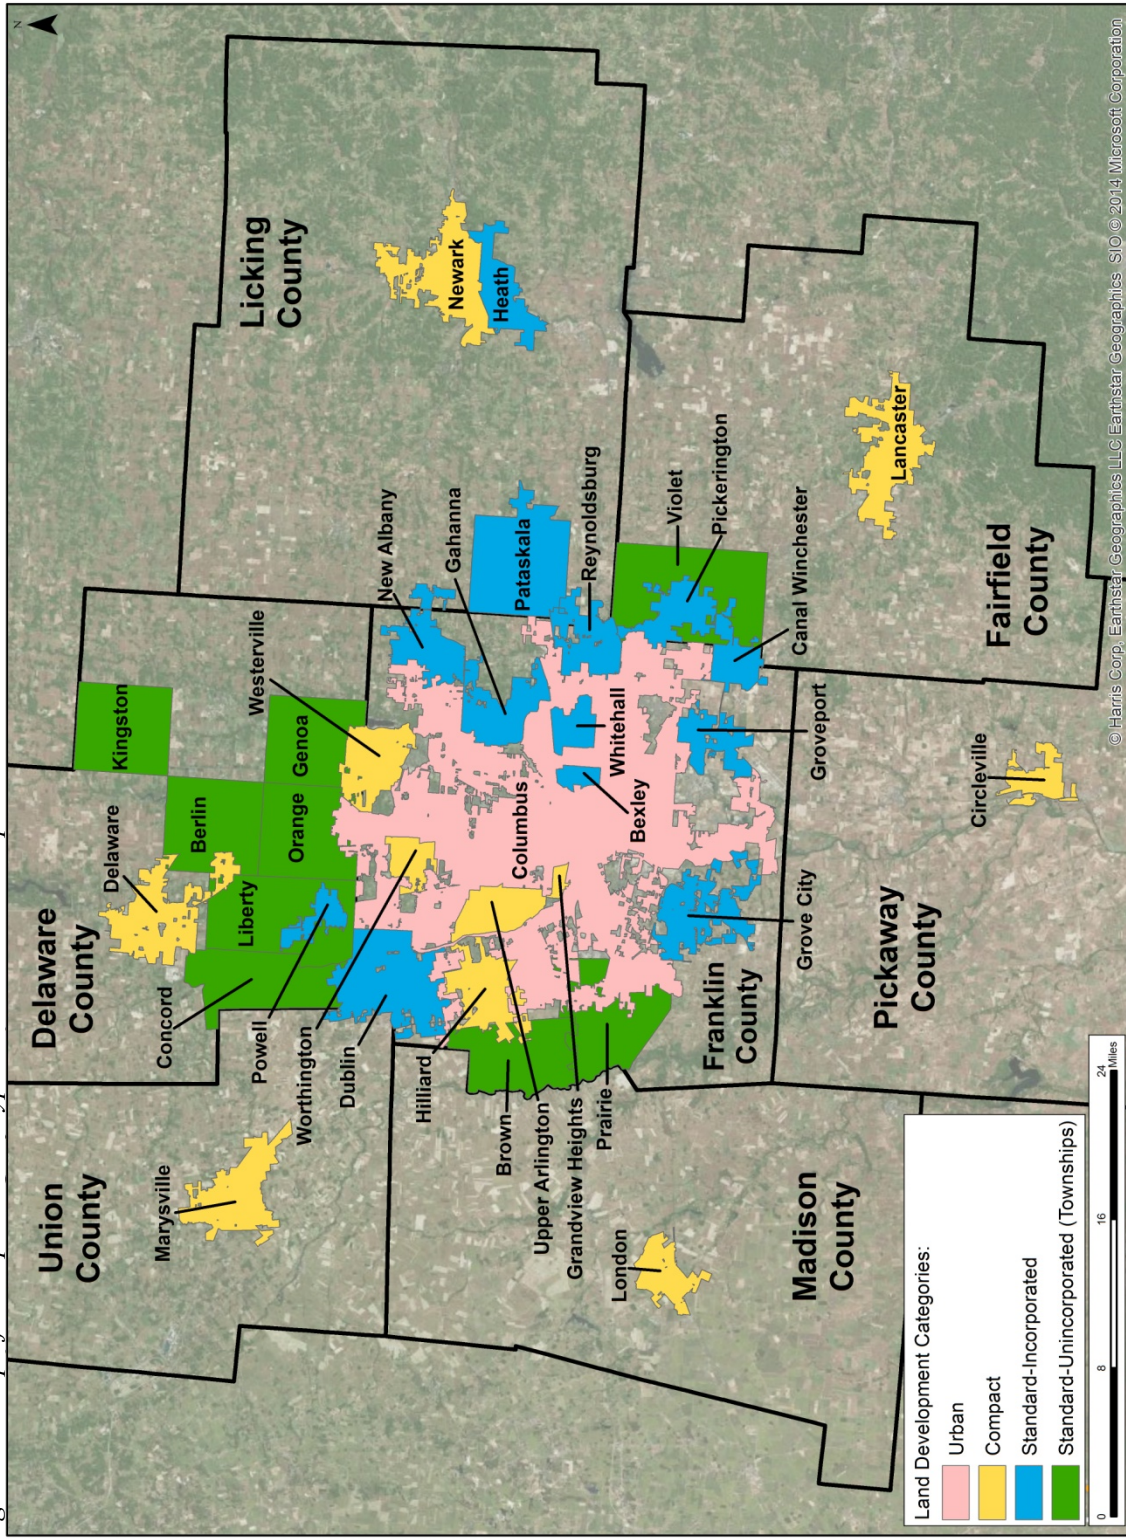 N
Union
County
Delaware
County
Licking
County
Madison
County
Franklin
County
Pickaway
County
Fairfield
County
Marysville
Concord
Delaware
Kingston
Berlin
Liberty
Orange
Genoa
Powell
Worthington
Dublin
Hilliard
Brown
Upper Arlington
Grandview Heights
Prairie
London
Westerville
New Albany
Gahanna
Pataskala
Reynoldsburg
Newark
Heath
Columbus
Whitehall
Bexley
Violet
Pickerington
Canal Winchester
Groveport
Grove City
Circleville
Lancaster
Land Development Categories:
Urban
Compact
Standard-Incorporated
Standard-Unincorporated (Townships)
0 8 16 24
Miles
© Harris Corp, Earthstar Geographics LLC Earthstar Geographics SIO © 2014 Microsoft Corporation